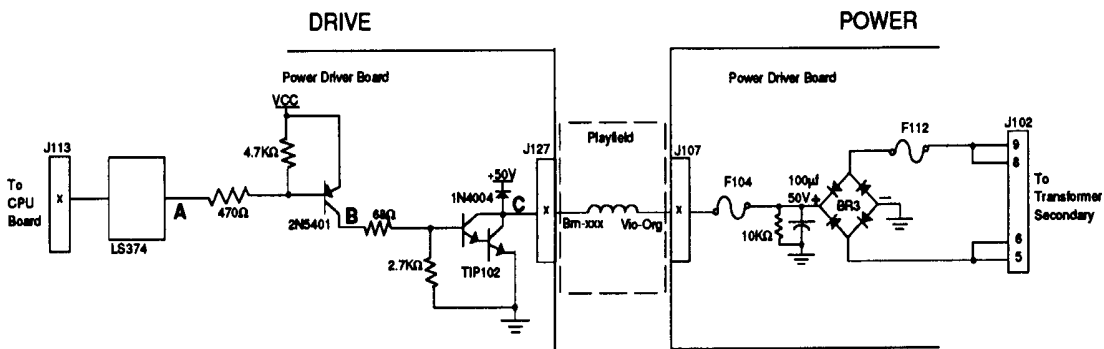 DRIVE
POWER
Power Driver Board
Power Driver Board
VCC
4.7KΩ
J113
x
To
CPU
Board
LS374
A
470Ω
2N5401
B
68Ω
2.7KΩ
+50V
1N4004
C
TIP102
J127
x
Playfield
Brn-xxx
Vio-Org
J107
x
F104
100µf
50V
+
10KΩ
BR3
F112
J102
9
8
6
5
To
Transformer
Secondary